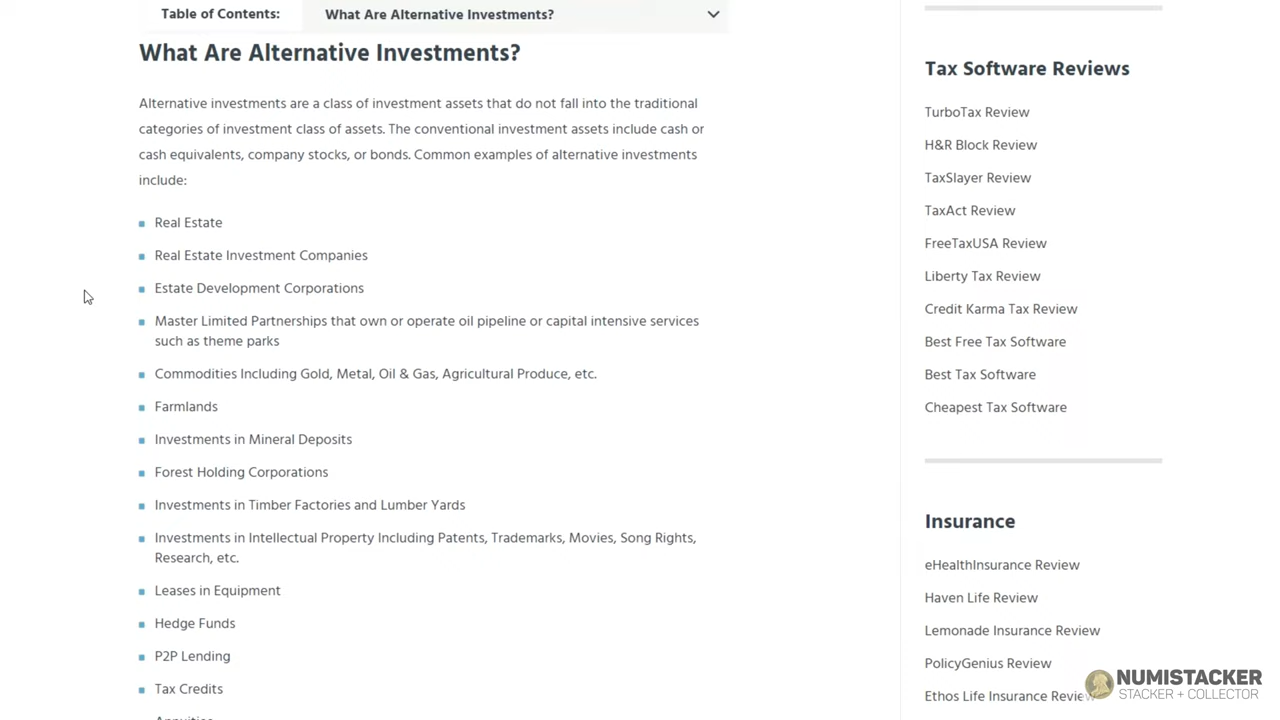 Table of Contents:
What Are Alternative Investments?
What Are Alternative Investments?
Alternative investments are a class of investment assets that do not fall into the traditional
categories of investment class of assets. The conventional investment assets include cash or
cash equivalents, company stocks, or bonds. Common examples of alternative investments
include:
Real Estate
Real Estate Investment Companies
Estate Development Corporations
Master Limited Partnerships that own or operate oil pipeline or capital intensive services
such as theme parks
Commodities Including Gold, Metal, Oil & Gas, Agricultural Produce, etc.
Farmlands
Investments in Mineral Deposits
Forest Holding Corporations
Investments in Timber Factories and Lumber Yards
Investments in Intellectual Property Including Patents, Trademarks, Movies, Song Rights,
Research, etc.
Leases in Equipment
Hedge Funds
P2P Lending
Tax Credits
Tax Software Reviews
TurboTax Review
H&R Block Review
TaxSlayer Review
TaxAct Review
FreeTaxUSA Review
Liberty Tax Review
Credit Karma Tax Review
Best Free Tax Software
Best Tax Software
Cheapest Tax Software
Insurance
eHealthInsurance Review
Haven Life Review
Lemonade Insurance Review
PolicyGenius Review
Ethos Life Insurance Review
NUMISTACKER
STACKER + COLLECTOR